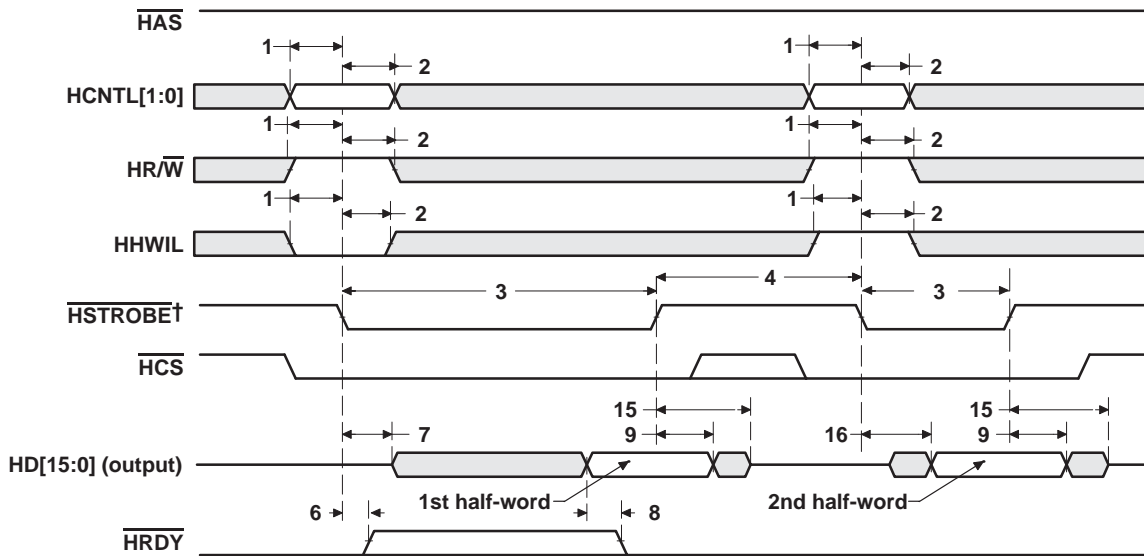 HAS
1
1
2
2
HCNTL[1:0]
1
1
2
2
HR/W
1
1
2
2
HHWIL
4
3
3
HSTROBE†
HCS
15
15
7
9
16
9
HD[15:0] (output)
1st half-word
2nd half-word
6
8
HRDY